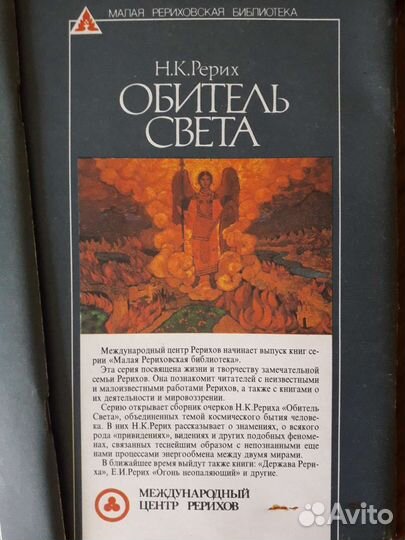 МАЛАЯ РЕРИХОВСКАЯ БИБЛИОТЕКА
Н.К.Рерих
ОБИТЕЛЬ
СВЕТА
Международный центр Рерихов начинает выпуск книг се-
рии «Малая Рериховская библиотека».
Эта серия посвящена жизни и творчеству замечательной
семьи Рерихов. Она познакомит читателей с неизвестными
и малоизвестными работами Рерихов, а также с книгами о
их деятельности и мировоззрении.
Серию открывает сборник очерков Н.К.Рериха «Обитель
Света», объединенных темой космического бытия челове-
ка. В них Н.К.Рерих рассказывает о знамениях, о всякого
рода «привидениях», видениях и других подобных феноме-
нах, связанных теснейшим образом с непознанными еще
нами процессами энергообмена между двумя мирами.
В ближайшее время выйдут также книги: «Держава Рери-
ха», Е.И.Рерих «Огонь неопаляющий» и другие.
МЕЖДУНАРОДНЫЙ
ЦЕНТР РЕРИХОВ
Avito